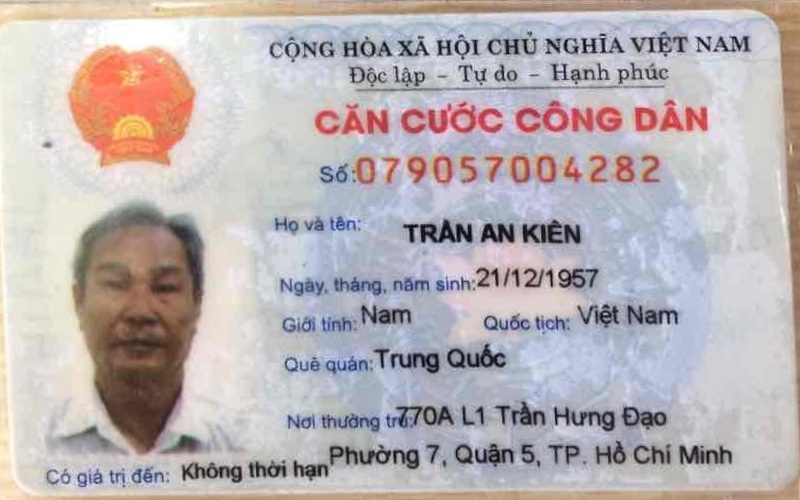 CỘNG HÒA XÃ HỘI CHỦ NGHĨA VIỆT NAM
Độc lập – Tự do – Hạnh phúc
CĂN CƯỚC CÔNG DÂN
Số: 079057004282
Họ và tên: TRẦN AN KIÊN
Ngày, tháng, năm sinh: 21/12/1957
Giới tính: Nam Quốc tịch: Việt Nam
Quê quán: Trung Quốc
Nơi thường trú: 770A L1 Trần Hưng Đạo
Phường 7, Quận 5, TP. Hồ Chí Minh
Có giá trị đến: Không thời hạn